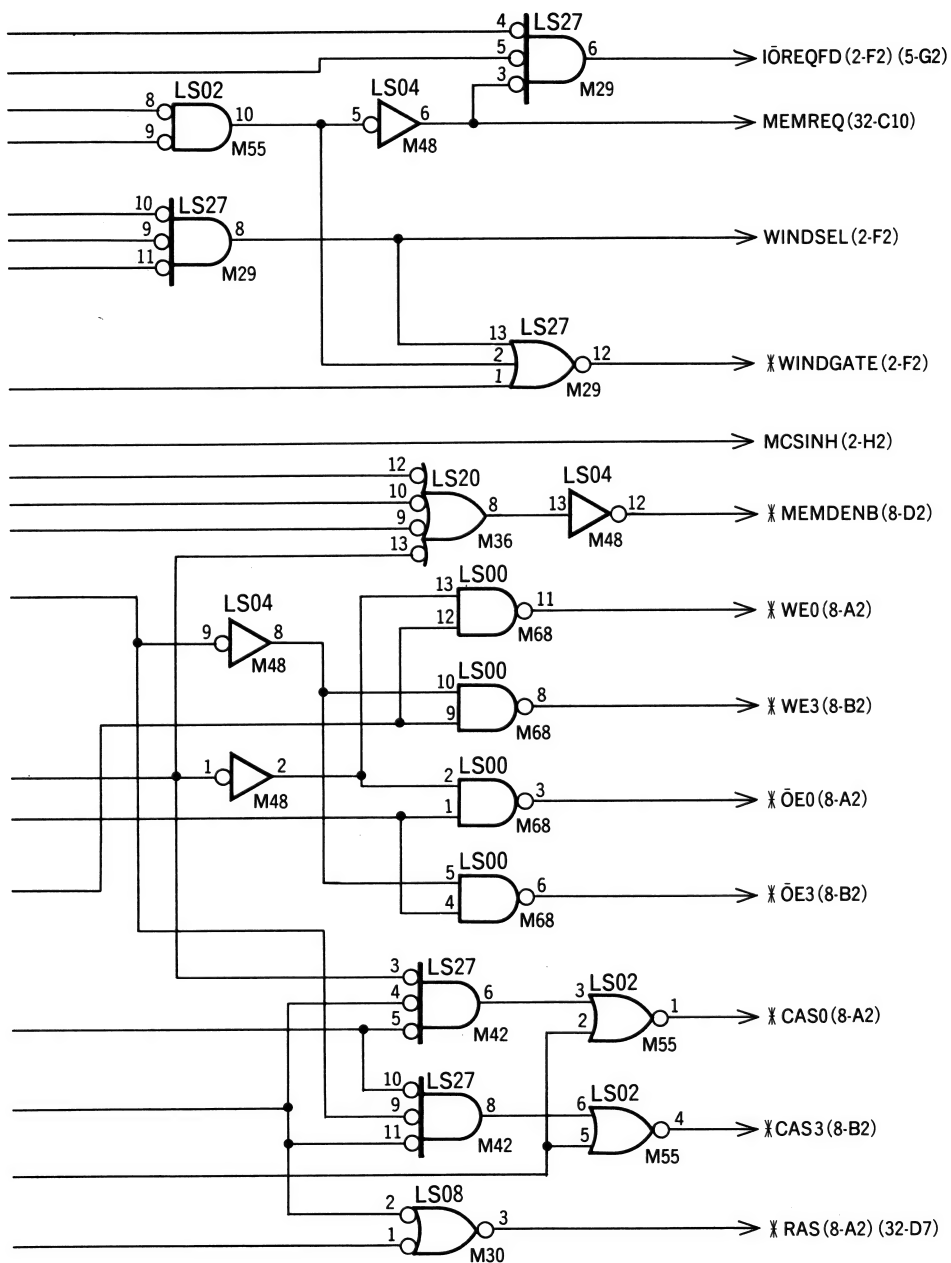 4 LS27
5 6 IŌREQFD (2-F2) (5-G2)
3 M29
8 LS02 10 LS04
9 M55 5 6 MEMREQ (32-C10)
M48
10 LS27
9 8 WINDSEL (2-F2)
11 M29
13 LS27
2 12 ⁎WINDGATE (2-F2)
1 M29
MCSINH (2-H2)
12 LS20 LS04
10 8 13 12 ⁎MEMDENB (8-D2)
9 M36 M48
13
LS00
13 11 ⁎WE0 (8-A2)
12 M68
LS04
9 8 M48
LS00
10 8 ⁎WE3 (8-B2)
9 M68
1 2 M48
LS00
2 3 ⁎ŌE0 (8-A2)
1 M68
LS00
5 6 ⁎ŌE3 (8-B2)
4 M68
3 LS27 LS02
4 6 3 1 ⁎CAS0 (8-A2)
5 M42 2 M55
10 LS27 LS02
9 8 6 4 ⁎CAS3 (8-B2)
11 M42 5 M55
LS08
2 3 ⁎RAS (8-A2) (32-D7)
1 M30